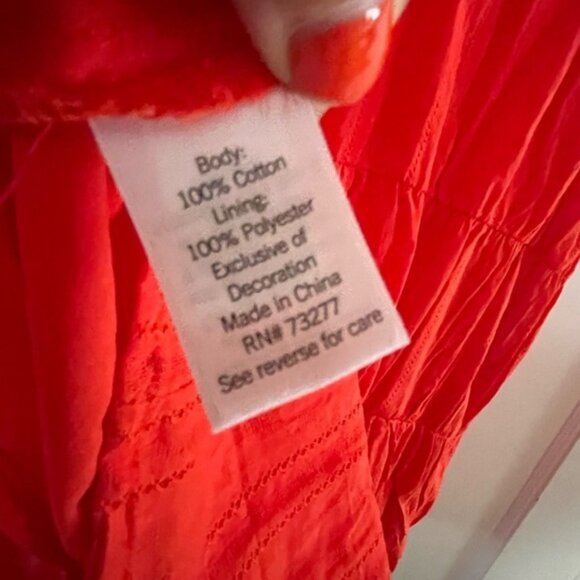 Body:
100% Cotton
Lining:
100% Polyester
Exclusive of
Decoration
Made in China
RN# 73277
See reverse for care